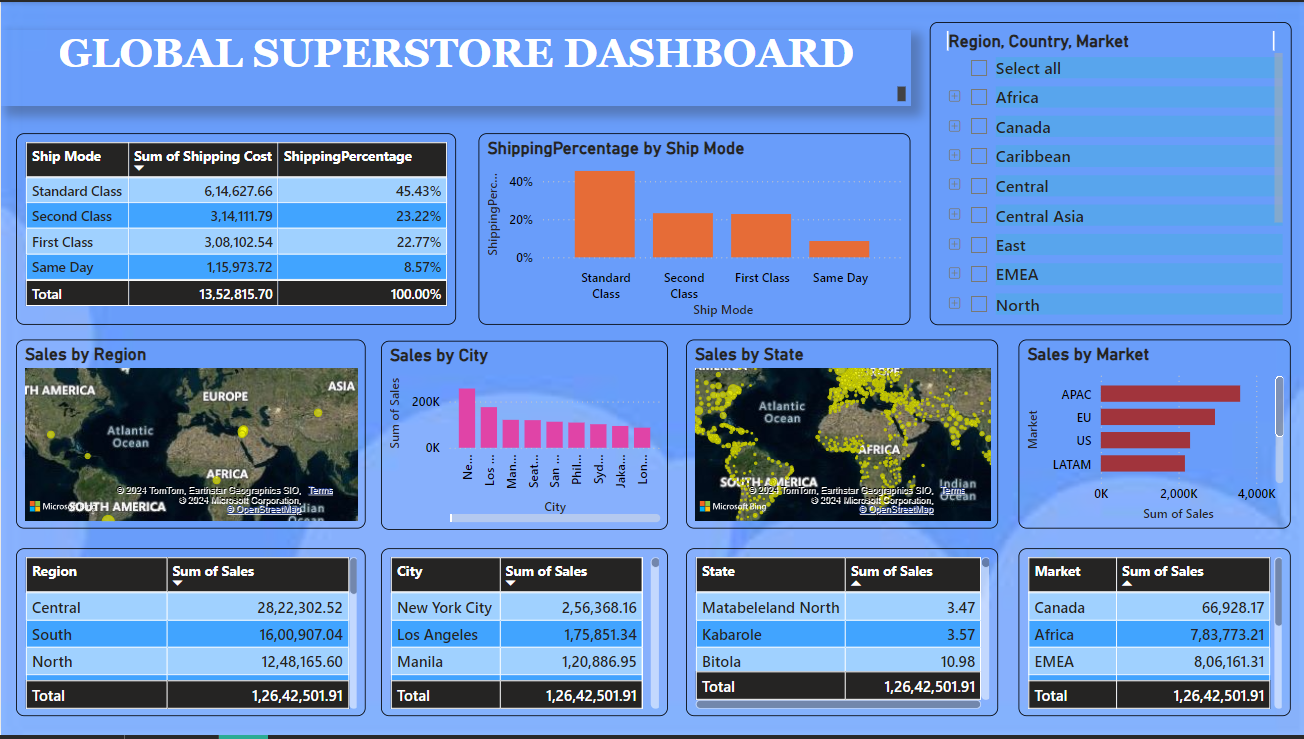 GLOBAL SUPERSTORE DASHBOARD
Region, Country, Market
Select all
Africa
Canada
Caribbean
Central
Central Asia
East
EMEA
North
Ship Mode Sum of Shipping Cost ShippingPercentage
Standard Class 6,14,627.66 45.43%
Second Class 3,14,111.79 23.22%
First Class 3,08,102.54 22.77%
Same Day 1,15,973.72 8.57%
Total 13,52,815.70 100.00%
ShippingPercentage by Ship Mode
ShippingPerc...
40%
20%
0%
Standard Class
Second Class
First Class
Same Day
Ship Mode
Sales by Region
TH AMERICA
EUROPE
ASIA
Atlantic
Ocean
AFRICA
© 2024 TomTom, Earthstar Geographics SIO, Terms
© 2024 Microsoft Corporation,
SOUTH AMERICA
© OpenStreetMap
Indian
Ocean
Sales by City
Sum of Sales
200K
0K
Ne...
Los ...
Man...
Seat...
San ...
Phil...
Syd...
Jaka...
Lon...
City
Sales by State
Atlantic
Ocean
AFRICA
SOUTH AMERICA
Indian
Ocean
© 2024 TomTom, Earthstar Geographics SIO, Terms
© 2024 Microsoft Corporation,
Microsoft Bing
© OpenStreetMap
Sales by Market
Market
APAC
EU
US
LATAM
0K 2,000K 4,000K
Sum of Sales
Region Sum of Sales
Central 28,22,302.52
South 16,00,907.04
North 12,48,165.60
Total 1,26,42,501.91
City Sum of Sales
New York City 2,56,368.16
Los Angeles 1,75,851.34
Manila 1,20,886.95
Total 1,26,42,501.91
State Sum of Sales
Matabeleland North 3.47
Kabarole 3.57
Bitola 10.98
Total 1,26,42,501.91
Market Sum of Sales
Canada 66,928.17
Africa 7,83,773.21
EMEA 8,06,161.31
Total 1,26,42,501.91